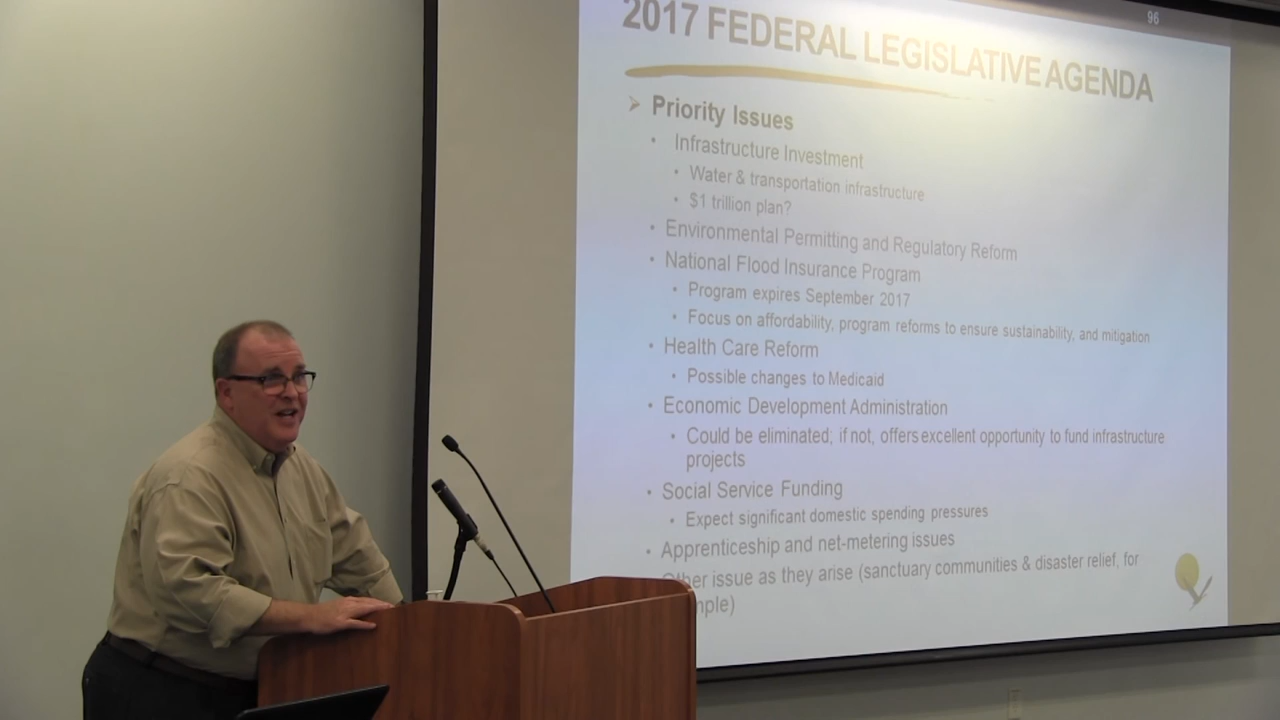 96
2017 FEDERAL LEGISLATIVE AGENDA
➢ Priority Issues
• Infrastructure Investment
• Water & transportation infrastructure
• $1 trillion plan?
• Environmental Permitting and Regulatory Reform
• National Flood Insurance Program
• Program expires September 2017
• Focus on affordability, program reforms to ensure sustainability, and mitigation
• Health Care Reform
• Possible changes to Medicaid
• Economic Development Administration
• Could be eliminated; if not, offers excellent opportunity to fund infrastructure
projects
• Social Service Funding
• Expect significant domestic spending pressures
• Apprenticeship and net-metering issues
Other issue as they arise (sanctuary communities & disaster relief, for
mple)